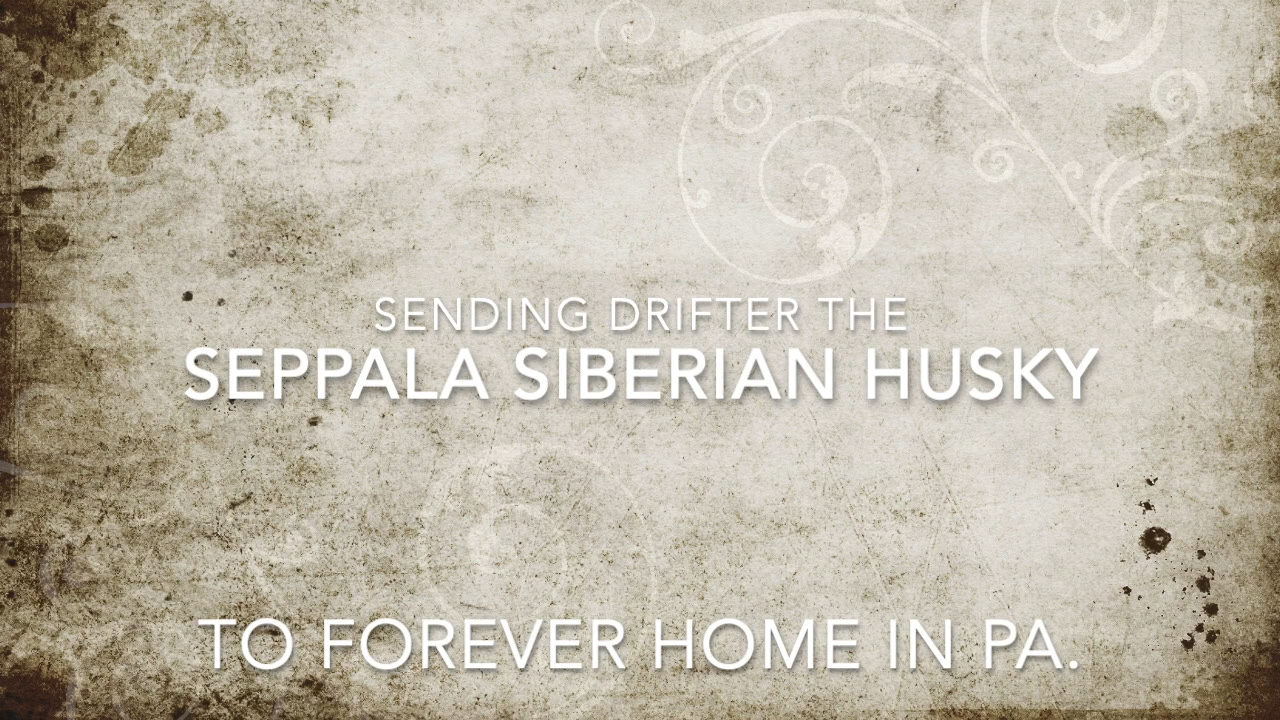 SENDING DRIFTER THE
SEPPALA SIBERIAN HUSKY
TO FOREVER HOME IN PA.